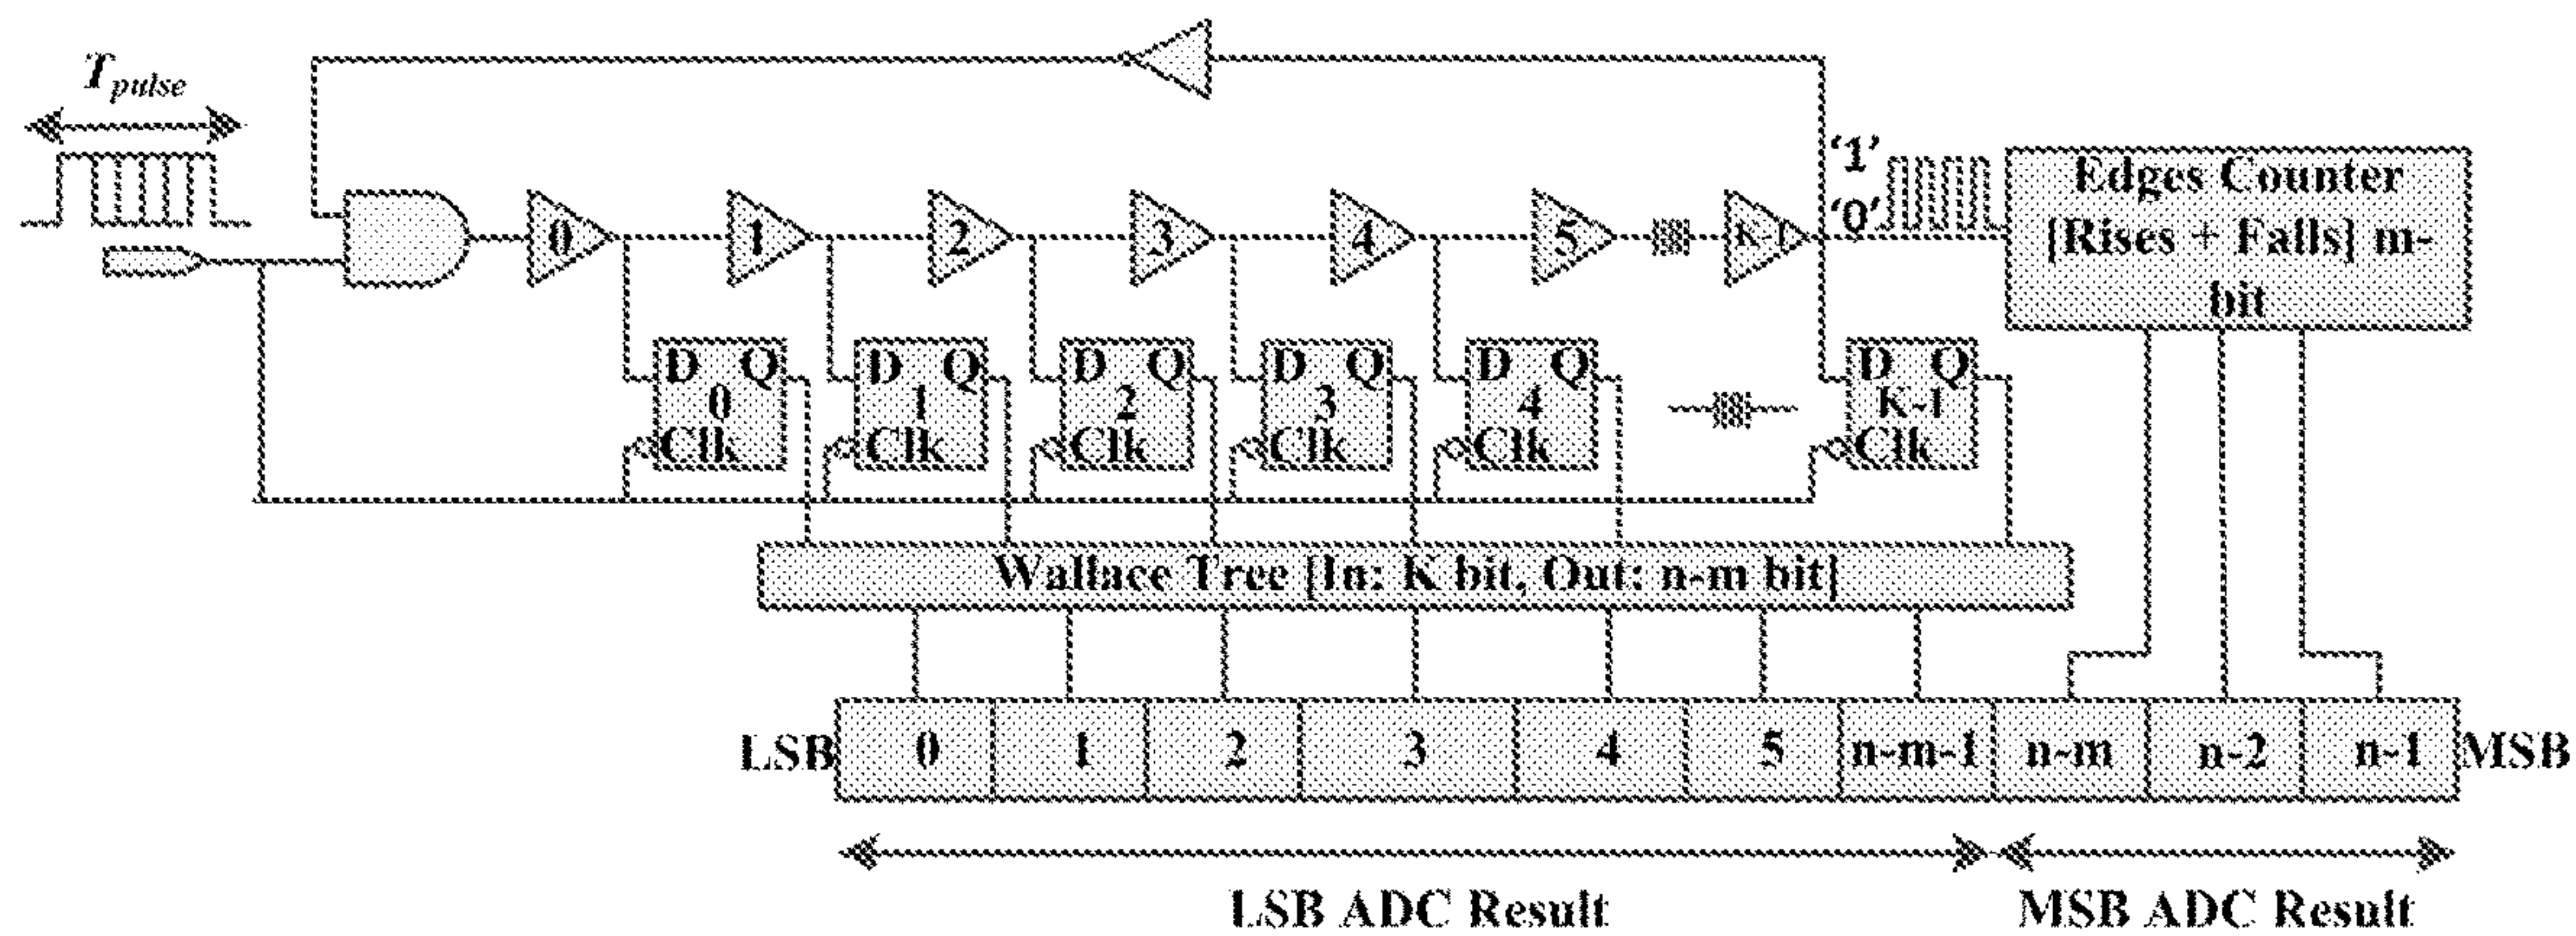 Tpulse
'1'
'0'
Edges Counter
[Rises + Falls] m-
bit
0 1 2 3 4 5 K-1
D Q D Q D Q D Q D Q D Q
0 1 2 3 4 K-1
Clk Clk Clk Clk Clk Clk
Wallace Tree [In: K bit, Out: n-m bit]
LSB 0 1 2 3 4 5 n-m-1 n-m n-2 n-1 MSB
LSB ADC Result MSB ADC Result